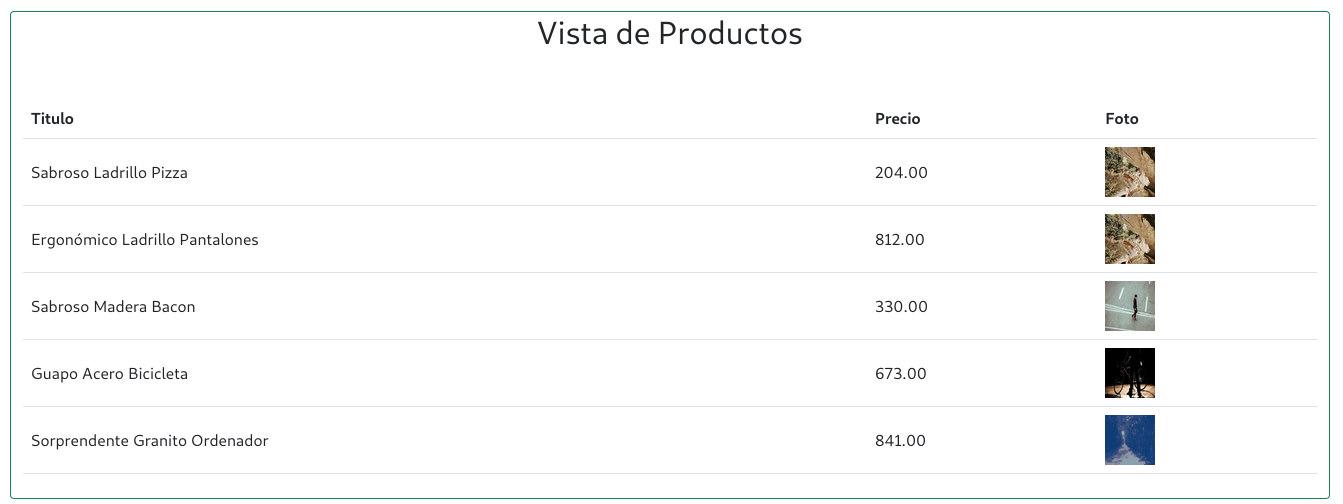 Vista de Productos
Titulo Precio Foto
Sabroso Ladrillo Pizza 204.00
Ergonómico Ladrillo Pantalones 812.00
Sabroso Madera Bacon 330.00
Guapo Acero Bicicleta 673.00
Sorprendente Granito Ordenador 841.00